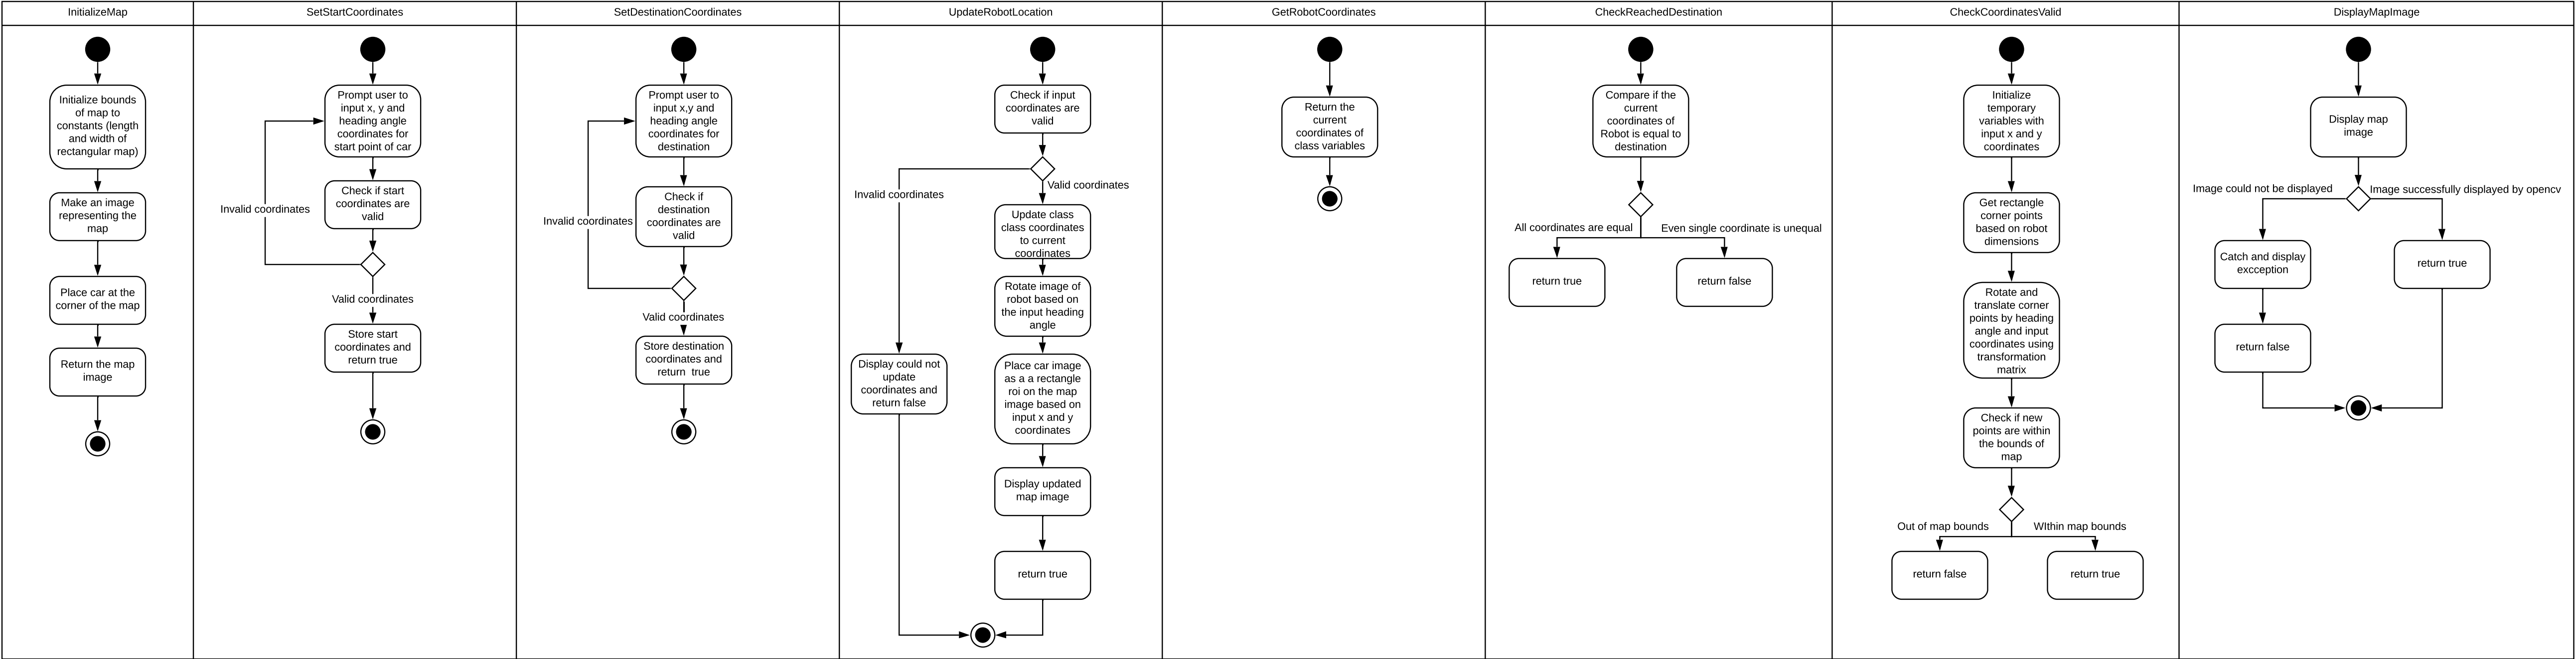 InitializeMap
Initialize bounds
of map to
constants (length
and width of
rectangular map)
Make an image
representing the
map
Place car at the
corner of the map
Return the map
image
SetStartCoordinates
Prompt user to
input x, y and
heading angle
coordinates for
start point of car
Check if start
coordinates are
valid
Invalid coordinates
Valid coordinates
Store start
coordinates and
return true
SetDestinationCoordinates
Prompt user to
input x,y and
heading angle
coordinates for
destination
Check if
destination
coordinates are
valid
Invalid coordinates
Valid coordinates
Store destination
coordinates and
return  true
UpdateRobotLocation
Check if input
coordinates are
valid
Invalid coordinates
Valid coordinates
Update class
class coordinates
to current
coordinates
Rotate image of
robot based on
the input heading
angle
Display could not
update
coordinates and
return false
Place car image
as a a rectangle
roi on the map
image based on
input x and y
coordinates
Display updated
map image
return true
GetRobotCoordinates
Return the
current
coordinates of
class variables
CheckReachedDestination
Compare if the
current
coordinates of
Robot is equal to
destination
All coordinates are equal
Even single coordinate is unequal
return true
return false
CheckCoordinatesValid
Initialize
temporary
variables with
input x and y
coordinates
Get rectangle
corner points
based on robot
dimensions
Rotate and
translate corner
points by heading
angle and input
coordinates using
transformation
matrix
Check if new
points are within
the bounds of
map
Out of map bounds
WIthin map bounds
return false
return true
DisplayMapImage
Display map
image
Image could not be displayed
Image successfully displayed by opencv
Catch and display
excception
return true
return false